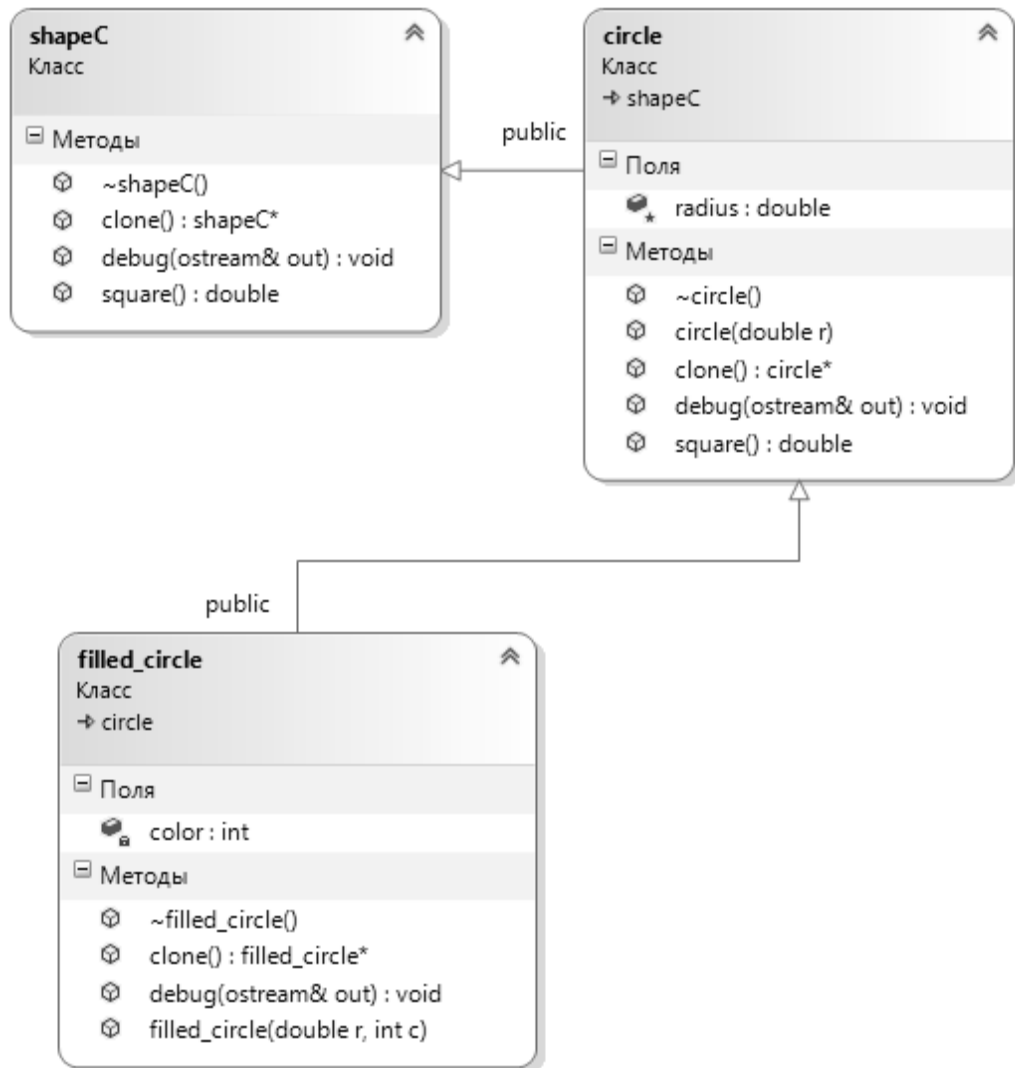 shapeC
Класс
Методы
~shapeC()
clone() : shapeC*
debug(ostream& out) : void
square() : double
public
circle
Класс
shapeC
Поля
radius : double
Методы
~circle()
circle(double r)
clone() : circle*
debug(ostream& out) : void
square() : double
public
filled_circle
Класс
circle
Поля
color : int
Методы
~filled_circle()
clone() : filled_circle*
debug(ostream& out) : void
filled_circle(double r, int c)